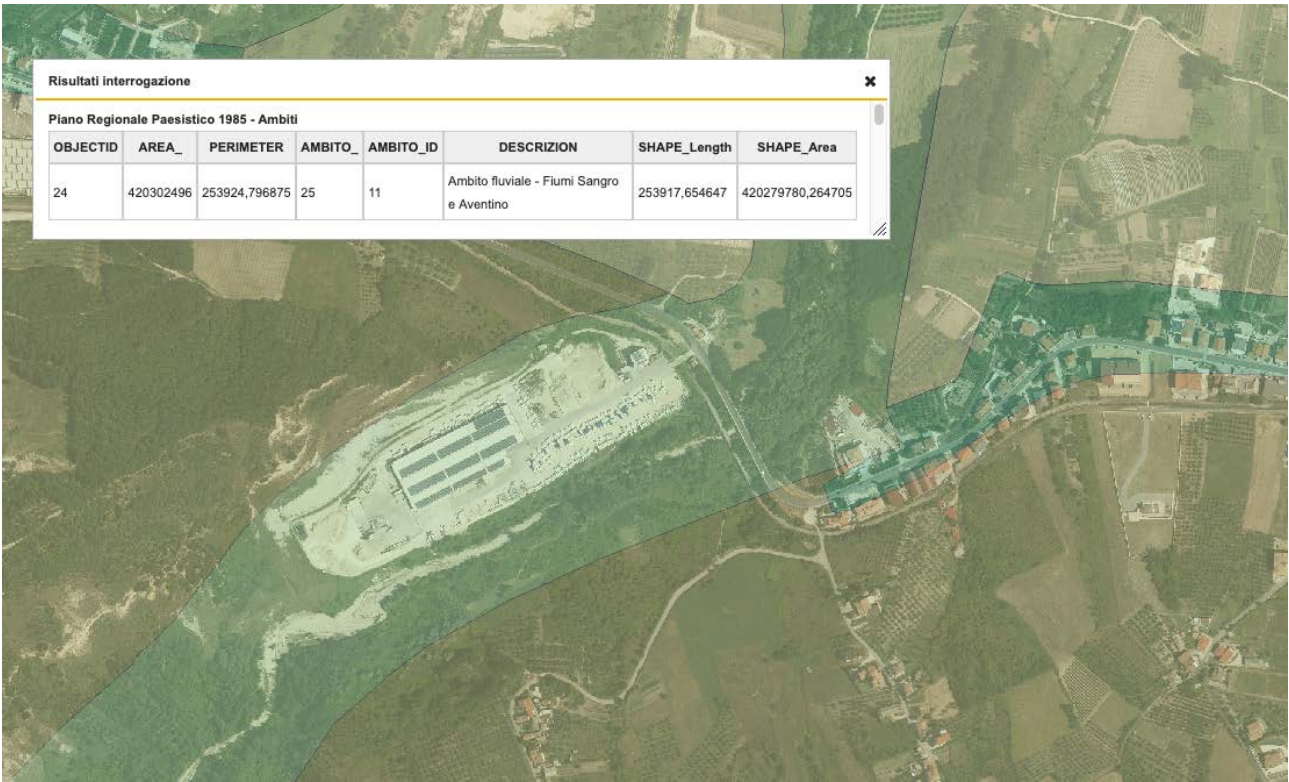 Risultati interrogazione
Piano Regionale Paesistico 1985 - Ambiti
OBJECTID AREA_ PERIMETER AMBITO_ AMBITO_ID DESCRIZION SHAPE_Length SHAPE_Area
24 420302496 253924,796875 25 11 Ambito fluviale - Fiumi Sangro e Aventino 253917,654647 420279780,264705